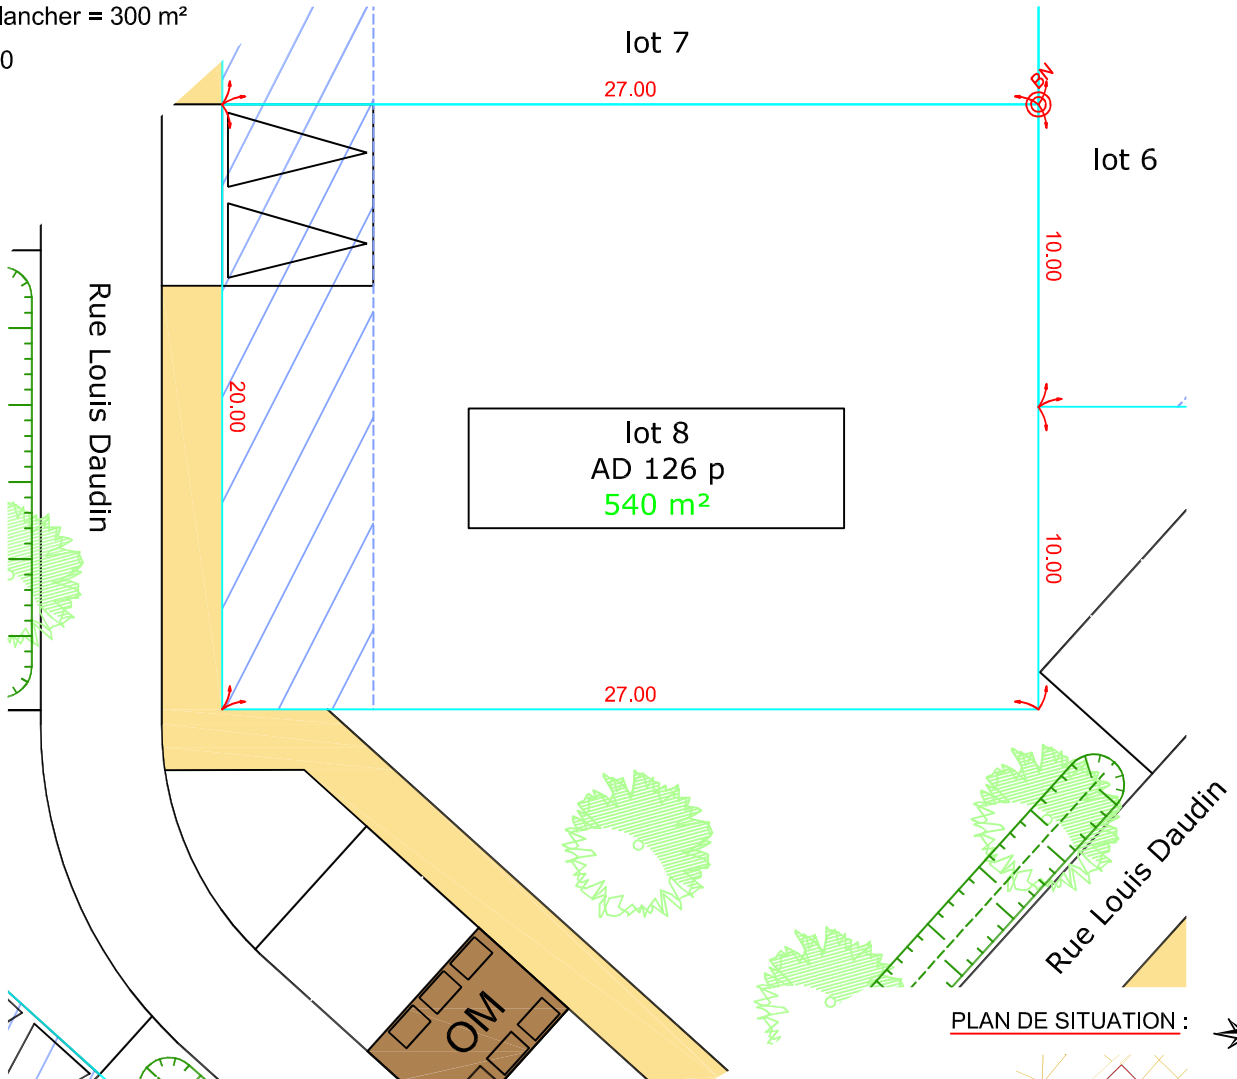 = 300 m²
0
lot 7
27.00
BN
lot 6
10.00
Rue Louis Daudin
20.00
lot 8
AD 126 p
540 m²
10.00
27.00
Rue Louis Daudin
OM
PLAN DE SITUATION :